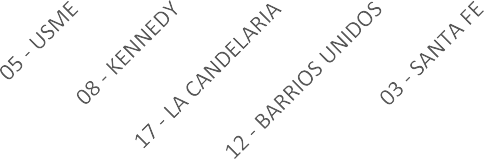 05 - USME
08 - KENNEDY
17 - LA CANDELARIA
12 - BARRIOS UNIDOS
03 - SANTA FE